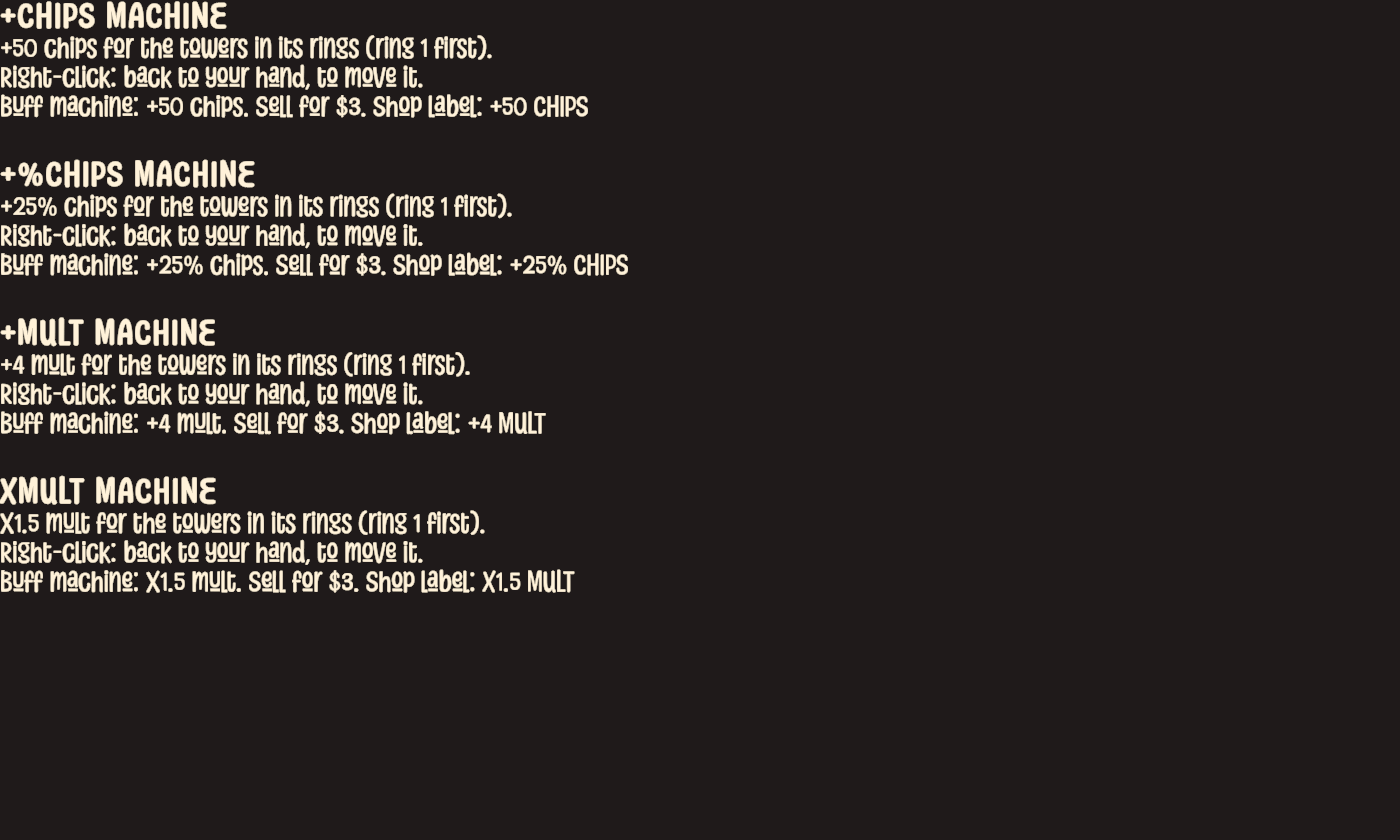 +CHIPS MACHINE
+50 chips for the towers in its rings (ring 1 first).
Right-click: back to your hand, to move it.
Buff machine: +50 chips. Sell for $3. Shop label: +50 CHIPS
+%CHIPS MACHINE
+25% chips for the towers in its rings (ring 1 first).
Right-click: back to your hand, to move it.
Buff machine: +25% chips. Sell for $3. Shop label: +25% CHIPS
+MULT MACHINE
+4 mult for the towers in its rings (ring 1 first).
Right-click: back to your hand, to move it.
Buff machine: +4 mult. Sell for $3. Shop label: +4 MULT
XMULT MACHINE
X1.5 mult for the towers in its rings (ring 1 first).
Right-click: back to your hand, to move it.
Buff machine: X1.5 mult. Sell for $3. Shop label: X1.5 MULT